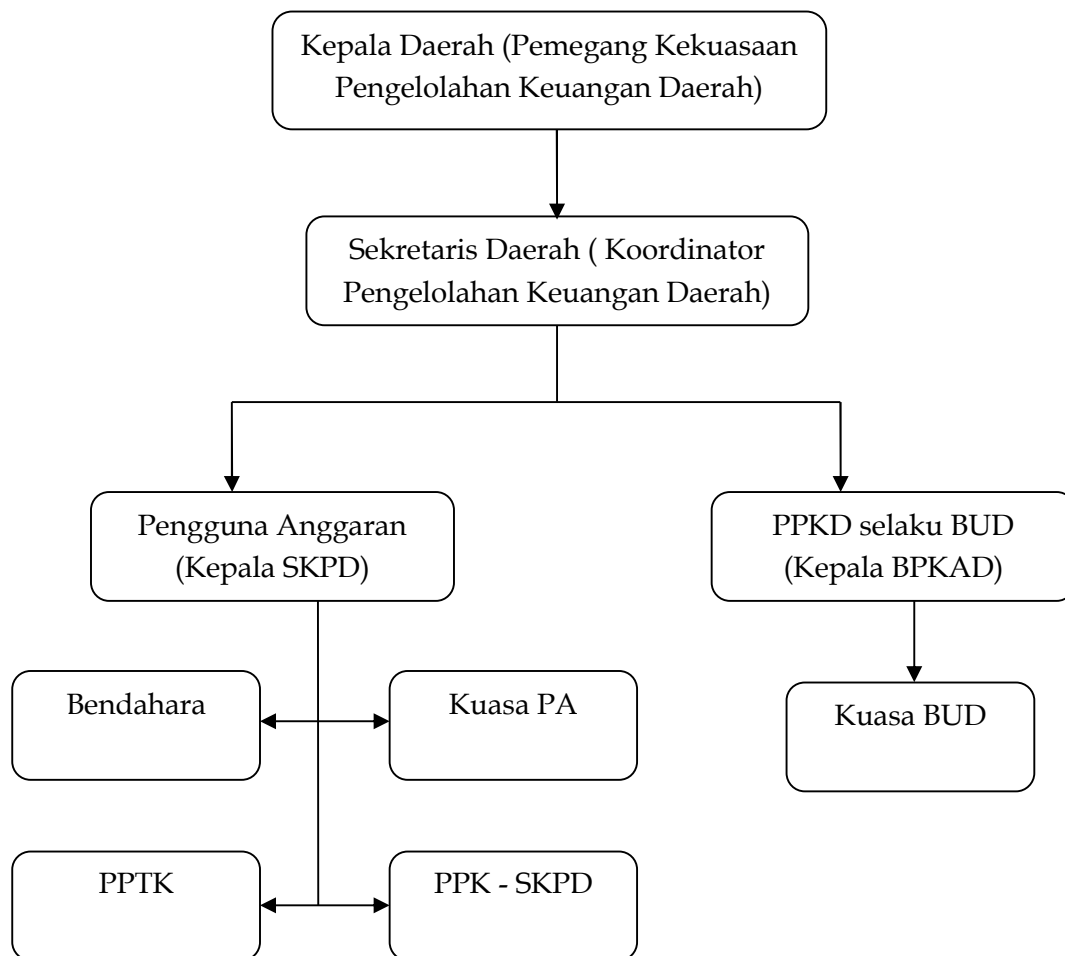 Kepala Daerah (Pemegang Kekuasaan
Pengelolahan Keuangan Daerah)
Sekretaris Daerah ( Koordinator
Pengelolahan Keuangan Daerah)
Pengguna Anggaran
(Kepala SKPD)
PPKD selaku BUD
(Kepala BPKAD)
Bendahara
Kuasa PA
Kuasa BUD
PPTK
PPK - SKPD